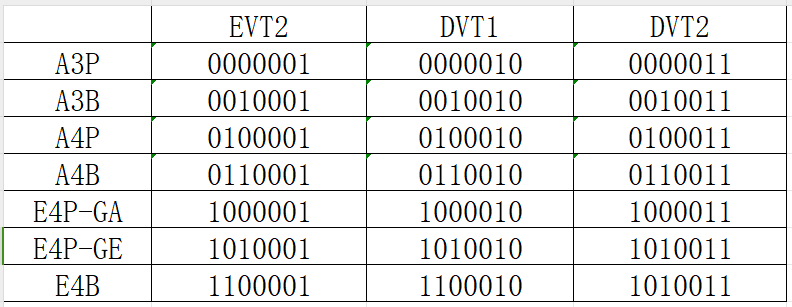 EVT2 DVT1 DVT2
A3P 0000001 0000010 0000011
A3B 0010001 0010010 0010011
A4P 0100001 0100010 0100011
A4B 0110001 0110010 0110011
E4P-GA 1000001 1000010 1000011
E4P-GE 1010001 1010010 1010011
E4B 1100001 1100010 1010011